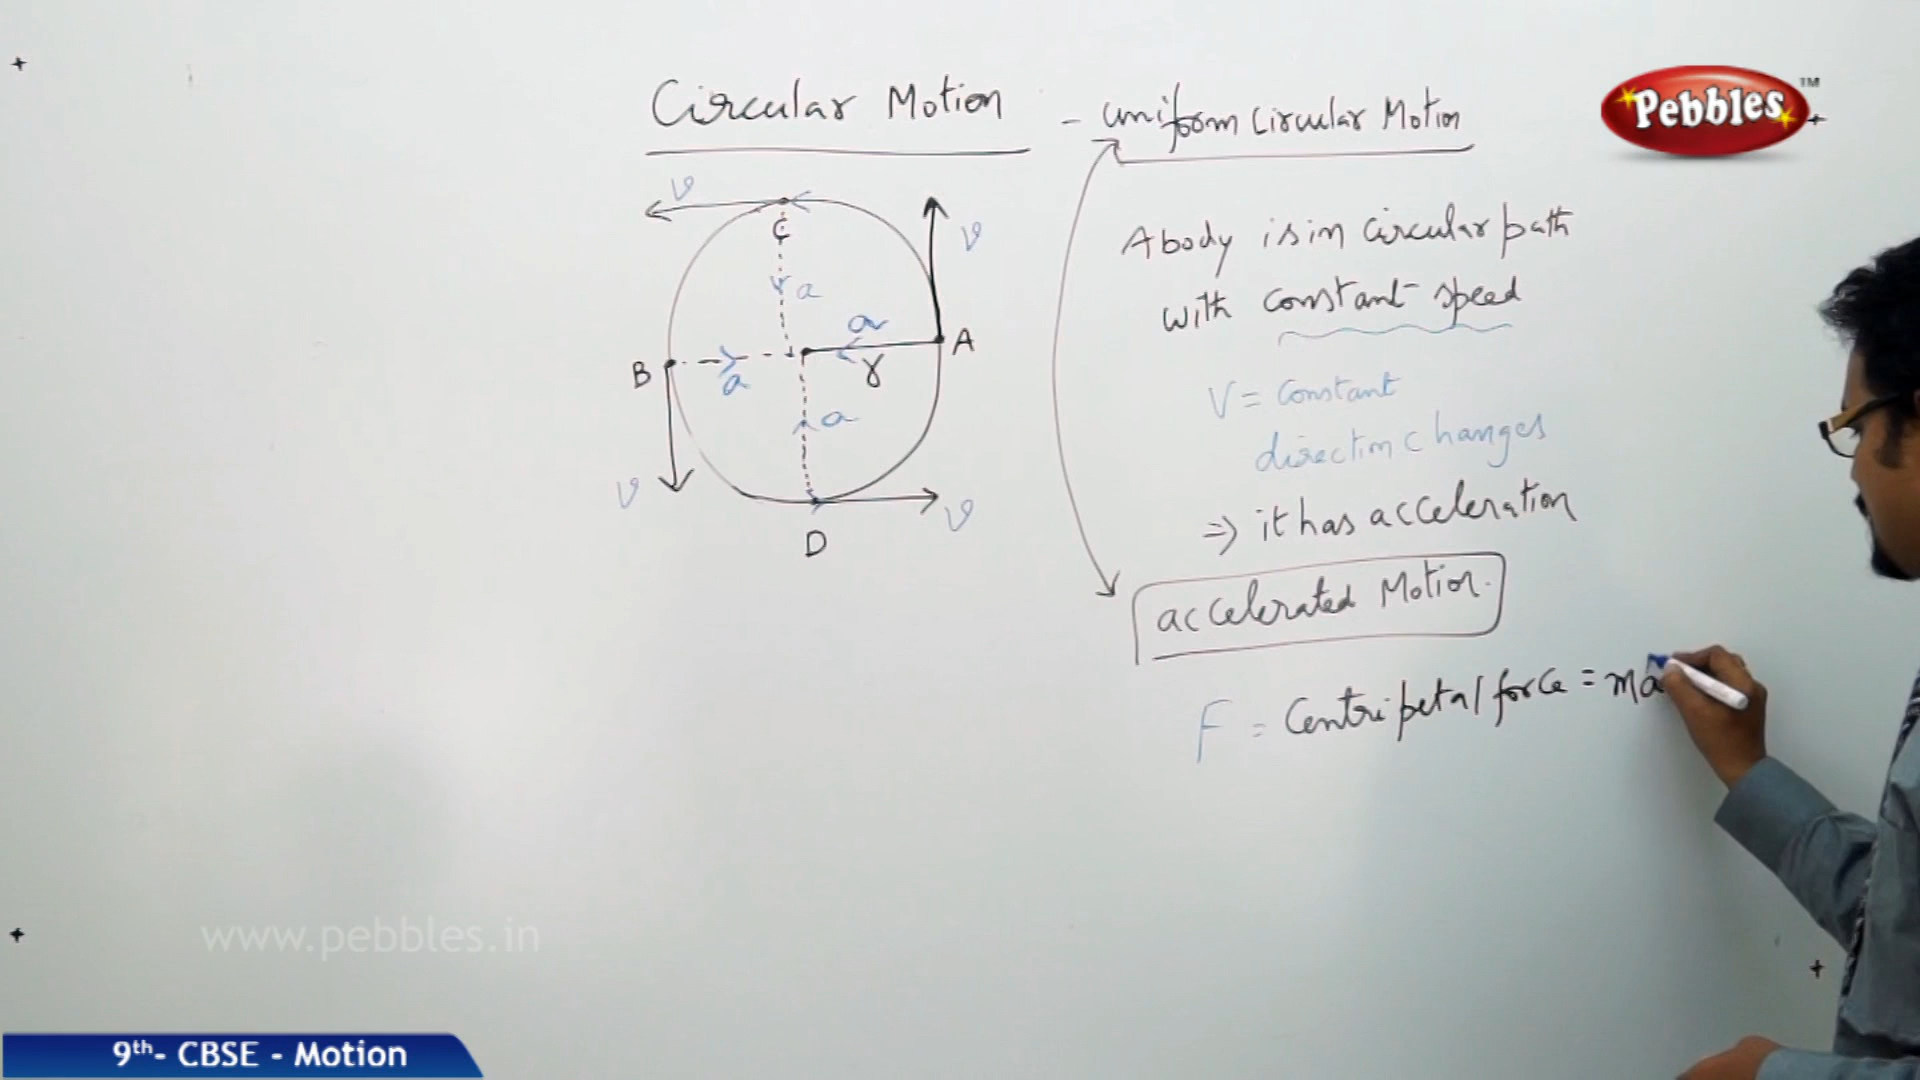 Circular Motion - uniform Circular Motion
Pebbles™
v
C
v
A body is in circular path
a
with constant speed
a
A
r
B
a
V = constant
a
direction changes
v
v
⇒ it has acceleration
D
accelerated Motion.
F = Centripetal force = ma
www.pebbles.in
9th- CBSE - Motion